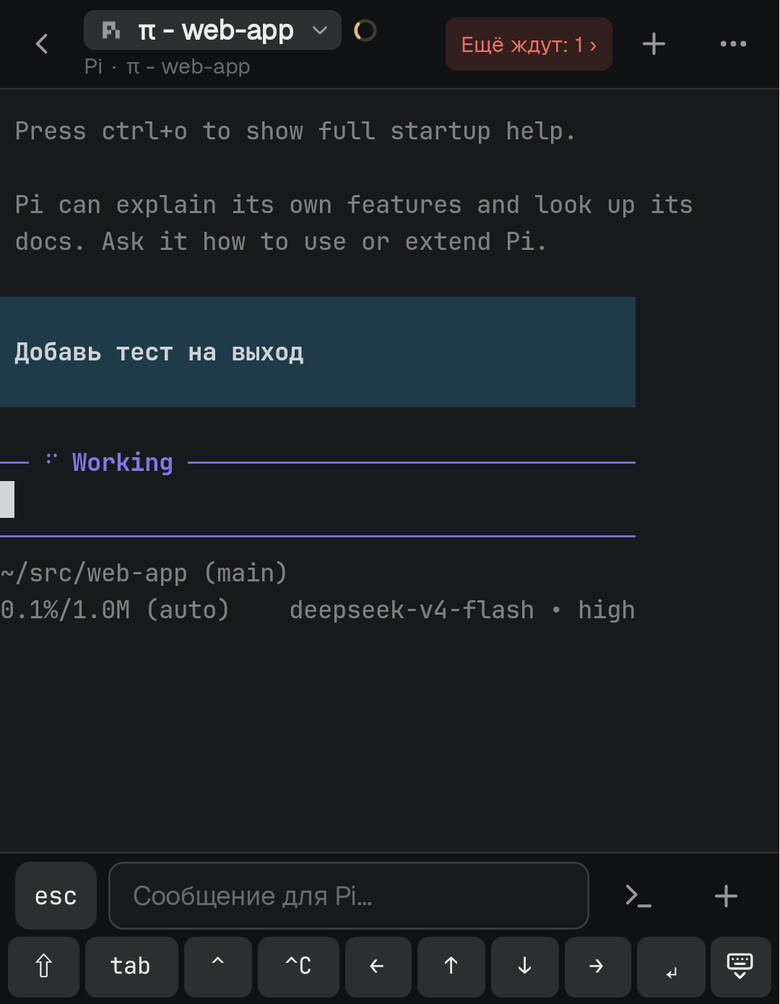 π - web-app
Ещё ждут: 1 ›
Pi · π - web-app
Press ctrl+o to show full startup help.
Pi can explain its own features and look up its
docs. Ask it how to use or extend Pi.
Добавь тест на выход
Working
~/src/web-app (main)
0.1%/1.0M (auto) deepseek-v4-flash • high
esc
Сообщение для Pi…
⇧ tab ^ ^C ← ↑ ↓ → ↵